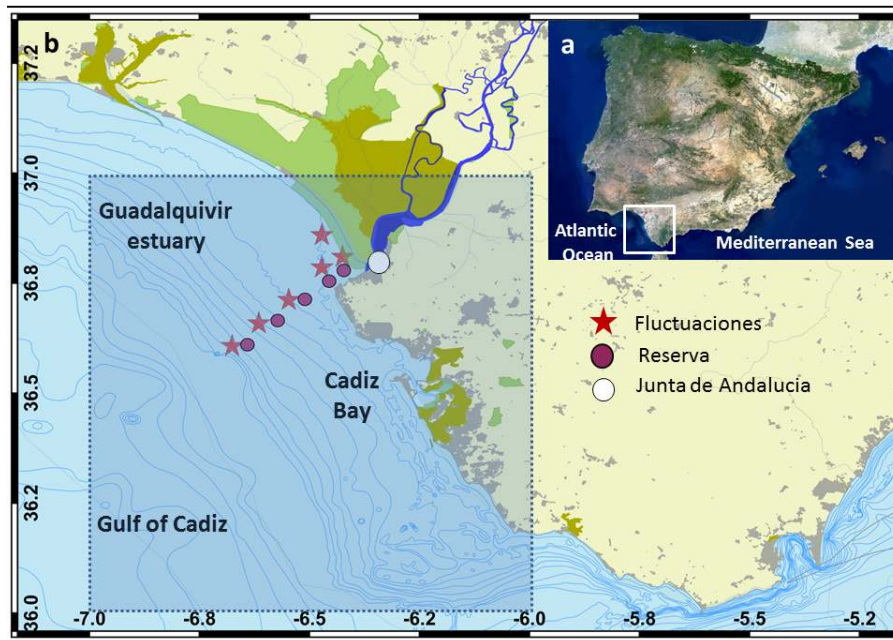 b
a
Atlantic
Ocean
Mediterranean Sea
Guadalquivir
estuary
Cadiz
Bay
Gulf of Cadiz
Fluctuaciones
Reserva
Junta de Andalucía
37.2
37.0
36.8
36.5
36.2
36.0
-7.0 -6.8 -6.5 -6.2 -6.0 -5.8 -5.5 -5.2